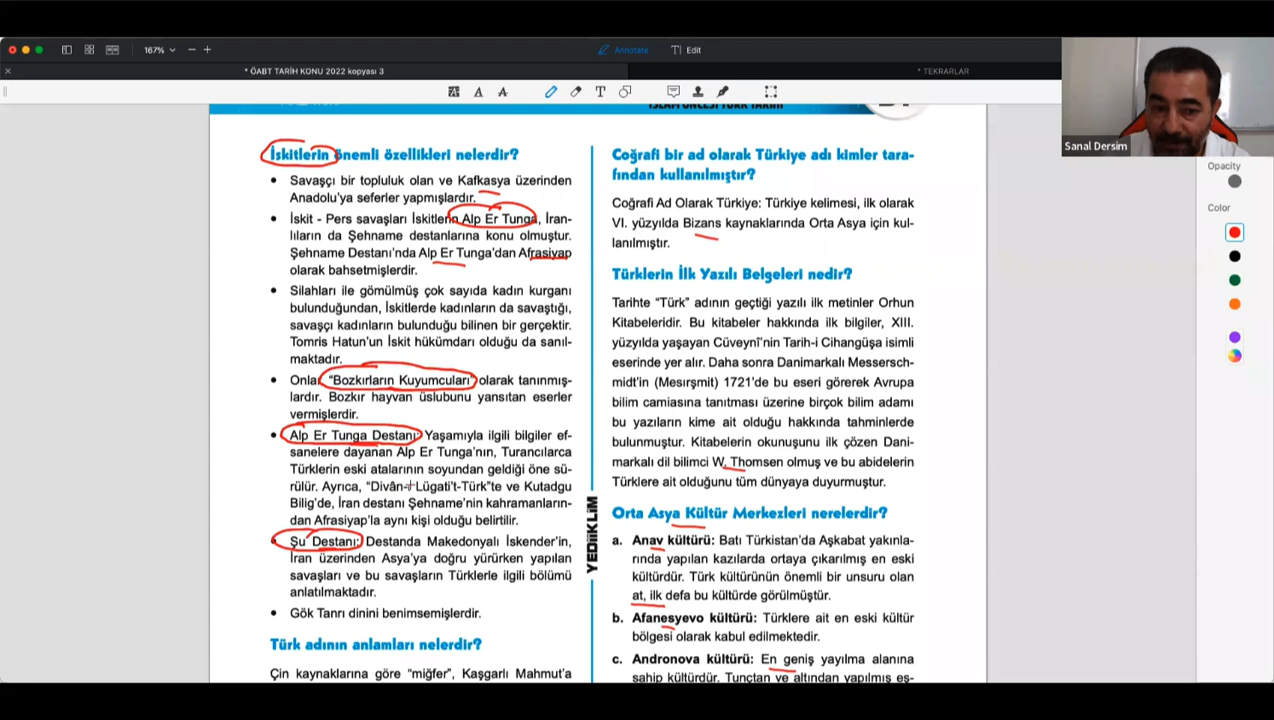 167%
Annotate
Edit
* ÖABT TARİH KONU 2022 kopyası 3
* TEKRARLAR
Sanal Dersim
Opacity
Color
İSLAM ÖNCESİ TÜRK TARİHİ
İskitlerin önemli özellikleri nelerdir?
• Savaşçı bir topluluk olan ve Kafkasya üzerinden
Anadolu'ya seferler yapmışlardır.
• İskit - Pers savaşları İskitlerin Alp Er Tunga, İran-
lıların da Şehname destanlarına konu olmuştur.
Şehname Destanı'nda Alp Er Tunga'dan Afrasiyap
olarak bahsetmişlerdir.
• Silahları ile gömülmüş çok sayıda kadın kurganı
bulunduğundan, İskitlerde kadınların da savaştığı,
savaşçı kadınların bulunduğu bilinen bir gerçektir.
Tomris Hatun'un İskit hükümdarı olduğu da sanıl-
maktadır.
• Onlar "Bozkırların Kuyumcuları" olarak tanınmış-
lardır. Bozkır hayvan üslubunu yansıtan eserler
vermişlerdir.
• Alp Er Tunga Destanı: Yaşamıyla ilgili bilgiler ef-
sanelere dayanan Alp Er Tunga'nın, Turancılarca
Türklerin eski atalarının soyundan geldiği öne sü-
rülür. Ayrıca, "Divân-ı Lügati't-Türk"te ve Kutadgu
Bilig'de, İran destanı Şehname'nin kahramanların-
dan Afrasiyap'la aynı kişi olduğu belirtilir.
• Şu Destanı: Destanda Makedonyalı İskender'in,
İran üzerinden Asya'ya doğru yürürken yapılan
savaşları ve bu savaşların Türklerle ilgili bölümü
anlatılmaktadır.
• Gök Tanrı dinini benimsemişlerdir.
Türk adının anlamları nelerdir?
Çin kaynaklarına göre "miğfer", Kaşgarlı Mahmut'a
YEDİİKLİM
Coğrafi bir ad olarak Türkiye adı kimler tara-
fından kullanılmıştır?
Coğrafi Ad Olarak Türkiye: Türkiye kelimesi, ilk olarak
VI. yüzyılda Bizans kaynaklarında Orta Asya için kul-
lanılmıştır.
Türklerin İlk Yazılı Belgeleri nedir?
Tarihte "Türk" adının geçtiği yazılı ilk metinler Orhun
Kitabeleridir. Bu kitabeler hakkında ilk bilgiler, XIII.
yüzyılda yaşayan Cüveynî'nin Tarih-i Cihangüşa isimli
eserinde yer alır. Daha sonra Danimarkalı Messersch-
midt'in (Mesırşmit) 1721'de bu eseri görerek Avrupa
bilim camiasına tanıtması üzerine birçok bilim adamı
bu yazıların kime ait olduğu hakkında tahminlerde
bulunmuştur. Kitabelerin okunuşunu ilk çözen Dani-
markalı dil bilimci W. Thomsen olmuş ve bu abidelerin
Türklere ait olduğunu tüm dünyaya duyurmuştur.
Orta Asya Kültür Merkezleri nerelerdir?
a. Anav kültürü: Batı Türkistan'da Aşkabat yakınla-
rında yapılan kazılarda ortaya çıkarılmış en eski
kültürdür. Türk kültürünün önemli bir unsuru olan
at, ilk defa bu kültürde görülmüştür.
b. Afanesyevo kültürü: Türklere ait en eski kültür
bölgesi olarak kabul edilmektedir.
c. Andronova kültürü: En geniş yayılma alanına
sahip kültürdür. Tunçtan ve altından yapılmış eş-